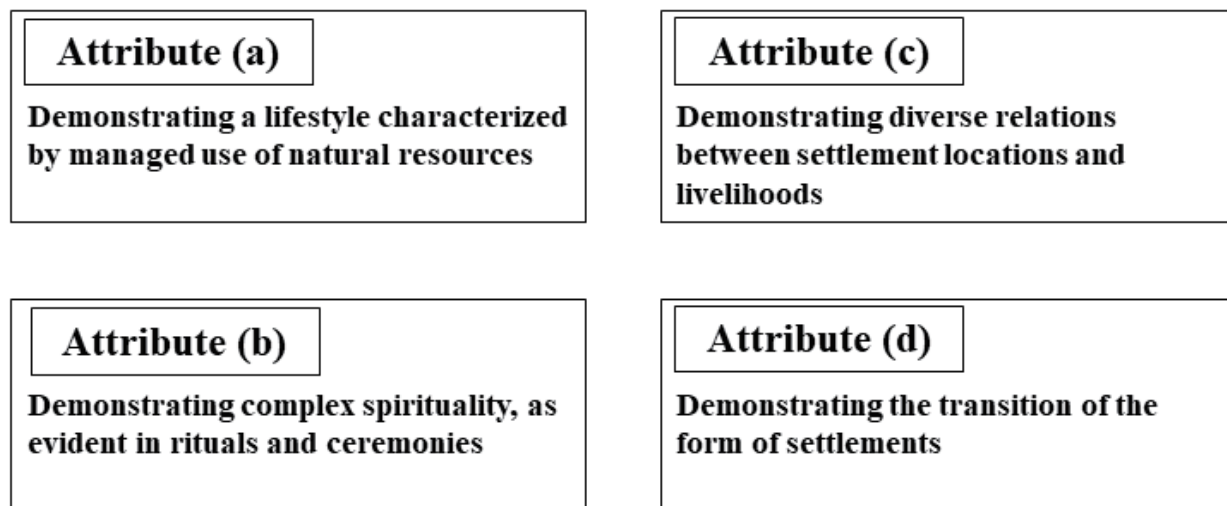 Attribute (a)
Demonstrating a lifestyle characterized
by managed use of natural resources
Attribute (c)
Demonstrating diverse relations
between settlement locations and
livelihoods
Attribute (b)
Demonstrating complex spirituality, as
evident in rituals and ceremonies
Attribute (d)
Demonstrating the transition of the
form of settlements